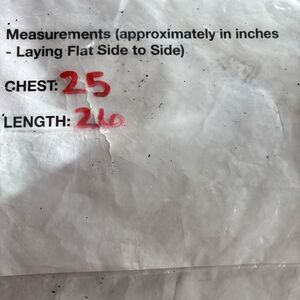 Measurements (approximately in inches
- Laying Flat Side to Side)
CHEST: 25
LENGTH: 26